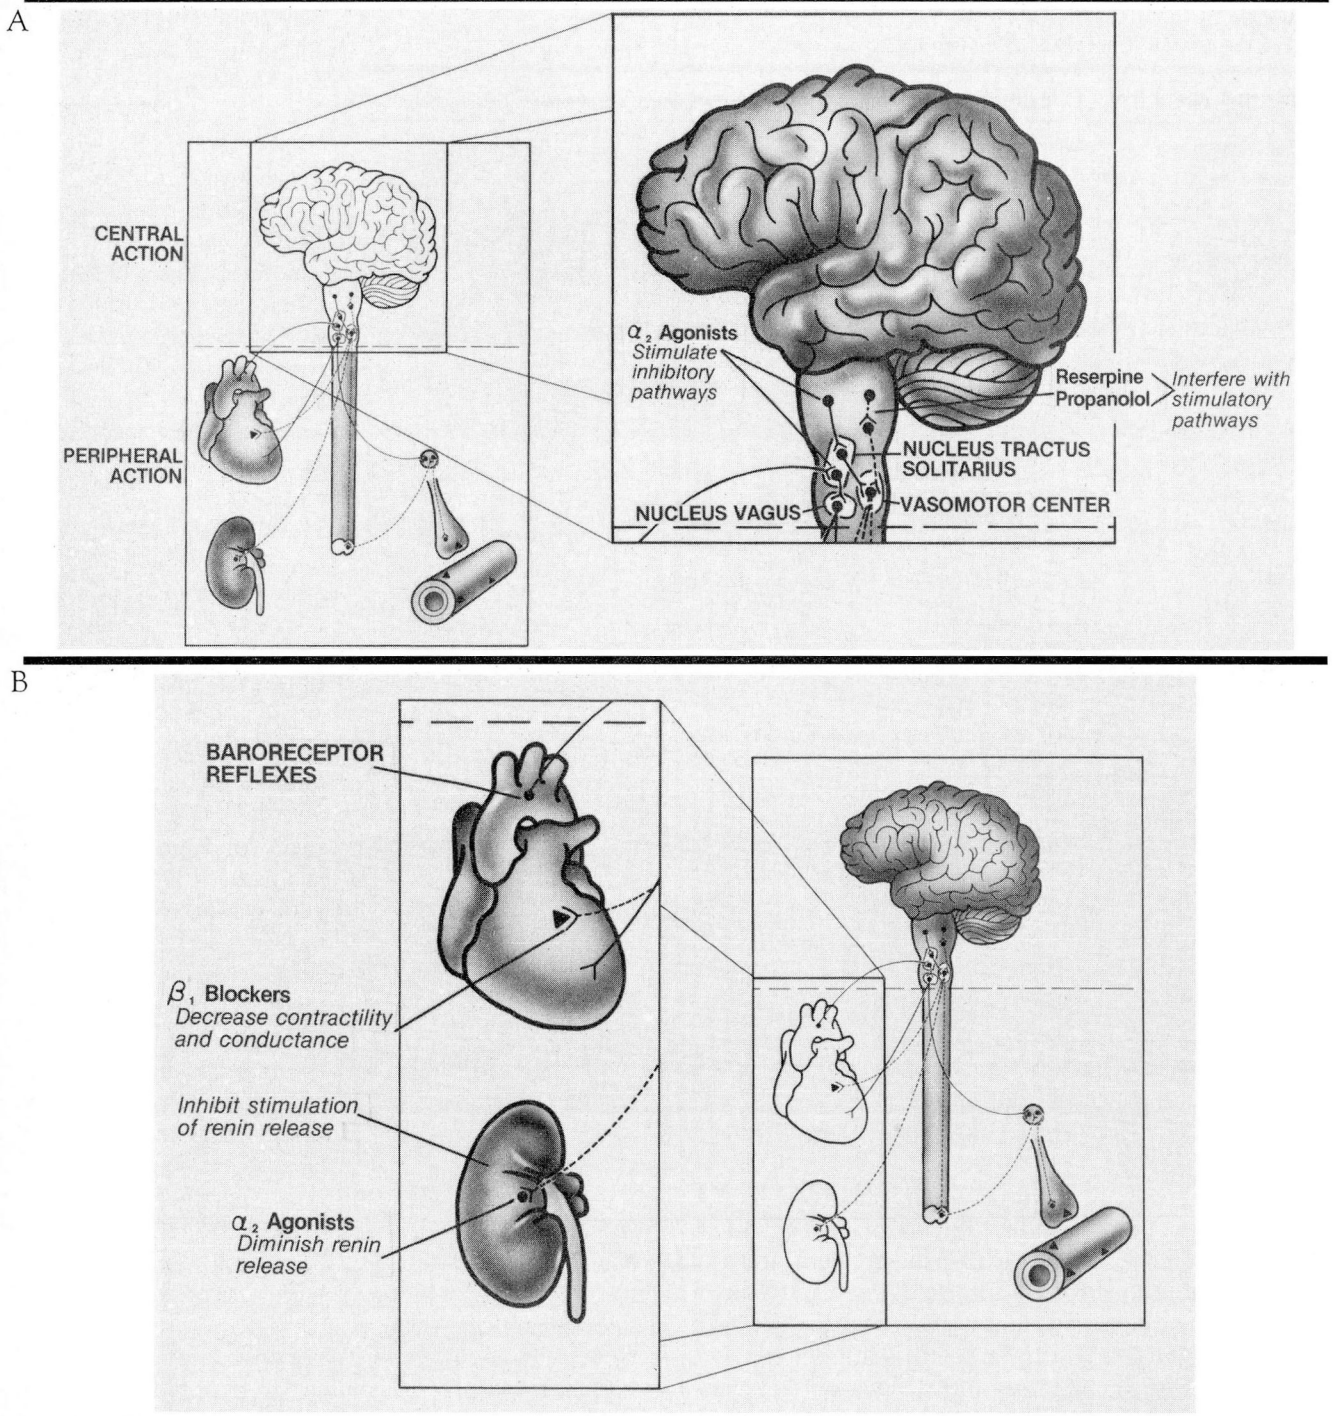 A
CENTRAL
ACTION
PERIPHERAL
ACTION
α₂ Agonists
Stimulate
inhibitory
pathways
Reserpine
Propanolol
Interfere with
stimulatory
pathways
NUCLEUS TRACTUS
SOLITARIUS
NUCLEUS VAGUS
VASOMOTOR CENTER
B
BARORECEPTOR
REFLEXES
β₁ Blockers
Decrease contractility
and conductance
Inhibit stimulation
of renin release
α₂ Agonists
Diminish renin
release